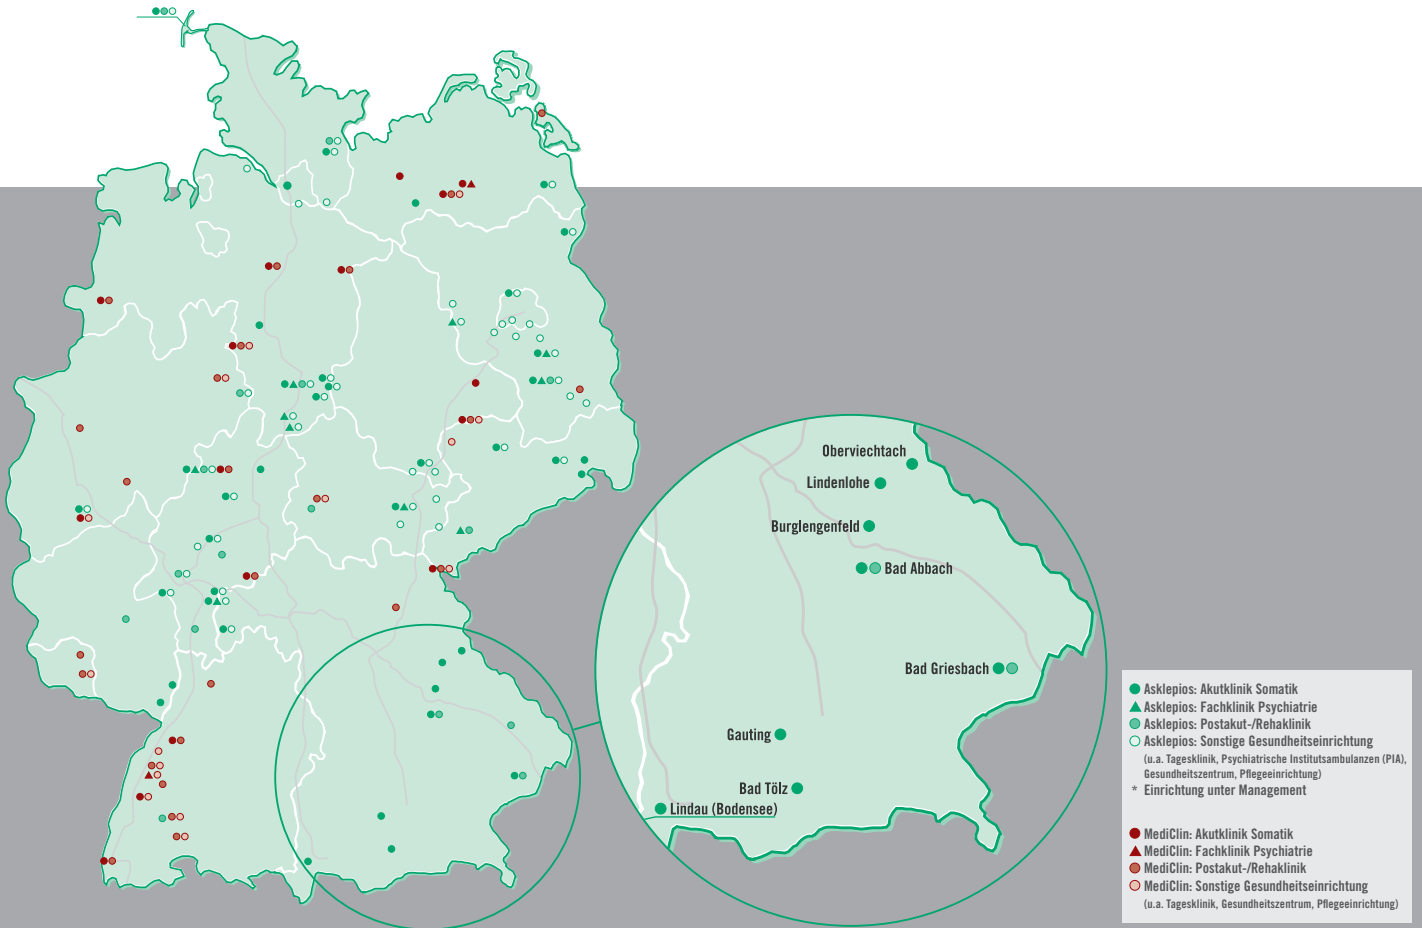 Oberviechtach
Lindenlohe
Burglengenfeld
Bad Abbach
Bad Griesbach
Gauting
Bad Tölz
Lindau (Bodensee)
Asklepios: Akutklinik Somatik
Asklepios: Fachklinik Psychiatrie
Asklepios: Postakut-/Rehaklinik
Asklepios: Sonstige Gesundheitseinrichtung
(u.a. Tagesklinik, Psychiatrische Institutsambulanzen (PIA),
Gesundheitszentrum, Pflegeeinrichtung)
* Einrichtung unter Management
MediClin: Akutklinik Somatik
MediClin: Fachklinik Psychiatrie
MediClin: Postakut-/Rehaklinik
MediClin: Sonstige Gesundheitseinrichtung
(u.a. Tagesklinik, Gesundheitszentrum, Pflegeeinrichtung)